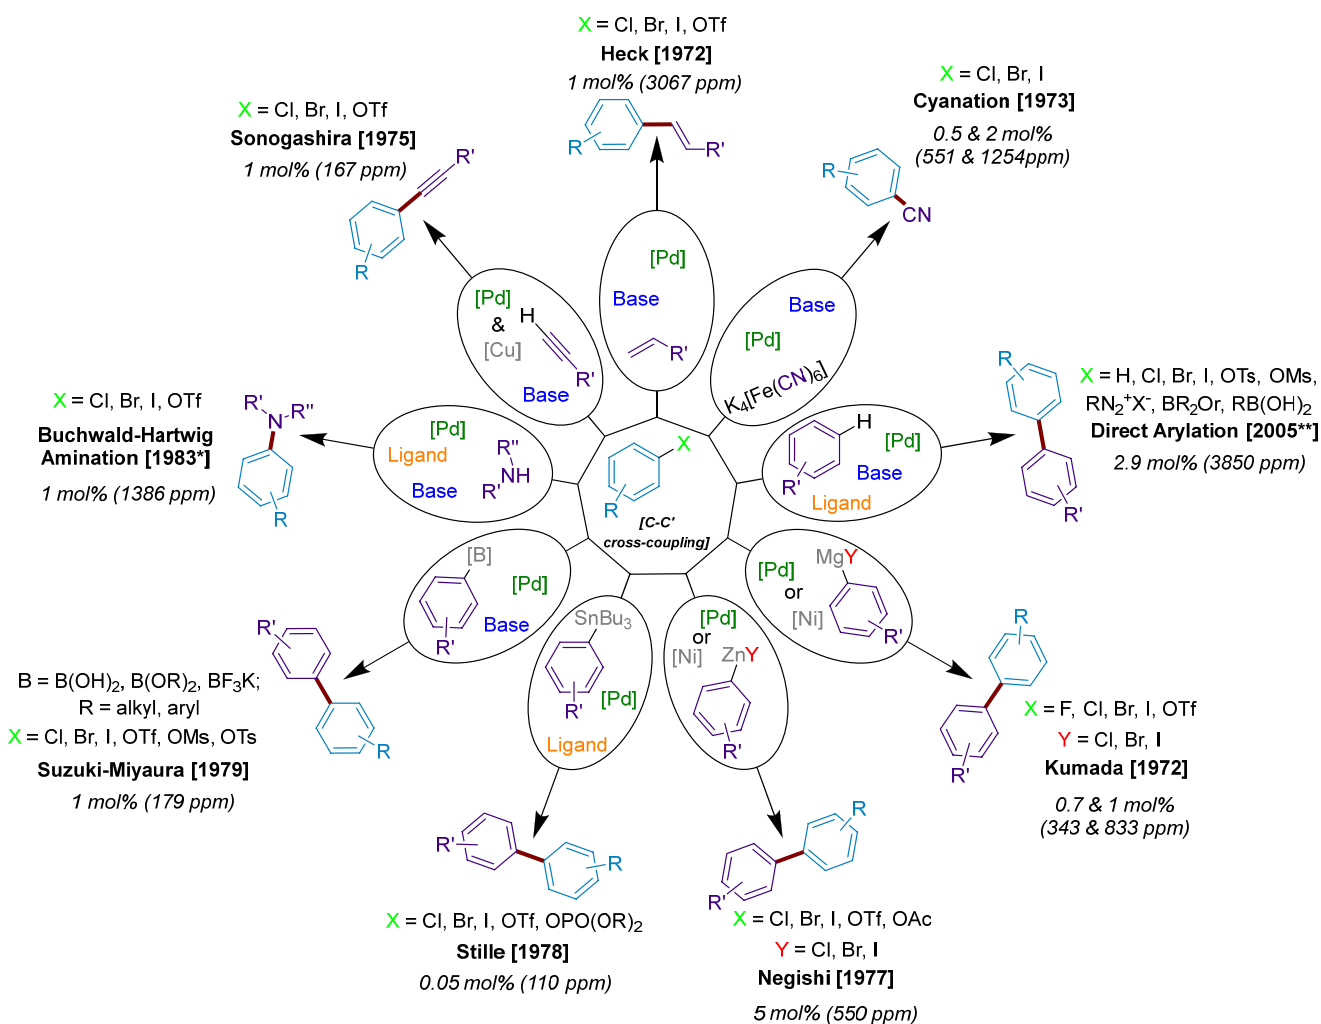 X = Cl, Br, I, OTf
Heck [1972]
1 mol% (3067 ppm)
R
R'
X = Cl, Br, I
Cyanation [1973]
0.5 & 2 mol%
(551 & 1254ppm)
R
CN
X = Cl, Br, I, OTf
Sonogashira [1975]
1 mol% (167 ppm)
R'
R
[Pd]
Base
R'
Base
[Pd]
K₄[Fe(CN)₆]
[Pd]
&
[Cu]
H
R'
Base
X = H, Cl, Br, I, OTs, OMs,
RN₂⁺X⁻, BR₂Or, RB(OH)₂
Direct Arylation [2005**]
2.9 mol% (3850 ppm)
R
R'
H
[Pd]
R'
Base
Ligand
X = Cl, Br, I, OTf
Buchwald-Hartwig
Amination [1983*]
1 mol% (1386 ppm)
R'
R''
N
R
[Pd]
Ligand
R''
NH
R'
Base
X
R
[C-C'
cross-coupling]
[B]
[Pd]
R'
Base
MgY
[Pd]
or
[Ni]
R'
SnBu₃
[Pd]
R'
Ligand
[Pd]
or
[Ni]
ZnY
R'
R'
R
B = B(OH)₂, B(OR)₂, BF₃K;
R = alkyl, aryl
X = Cl, Br, I, OTf, OMs, OTs
Suzuki-Miyaura [1979]
1 mol% (179 ppm)
R
R'
X = F, Cl, Br, I, OTf
Y = Cl, Br, I
Kumada [1972]
0.7 & 1 mol%
(343 & 833 ppm)
R'
R
X = Cl, Br, I, OTf, OPO(OR)₂
Stille [1978]
0.05 mol% (110 ppm)
R
R'
X = Cl, Br, I, OTf, OAc
Y = Cl, Br, I
Negishi [1977]
5 mol% (550 ppm)